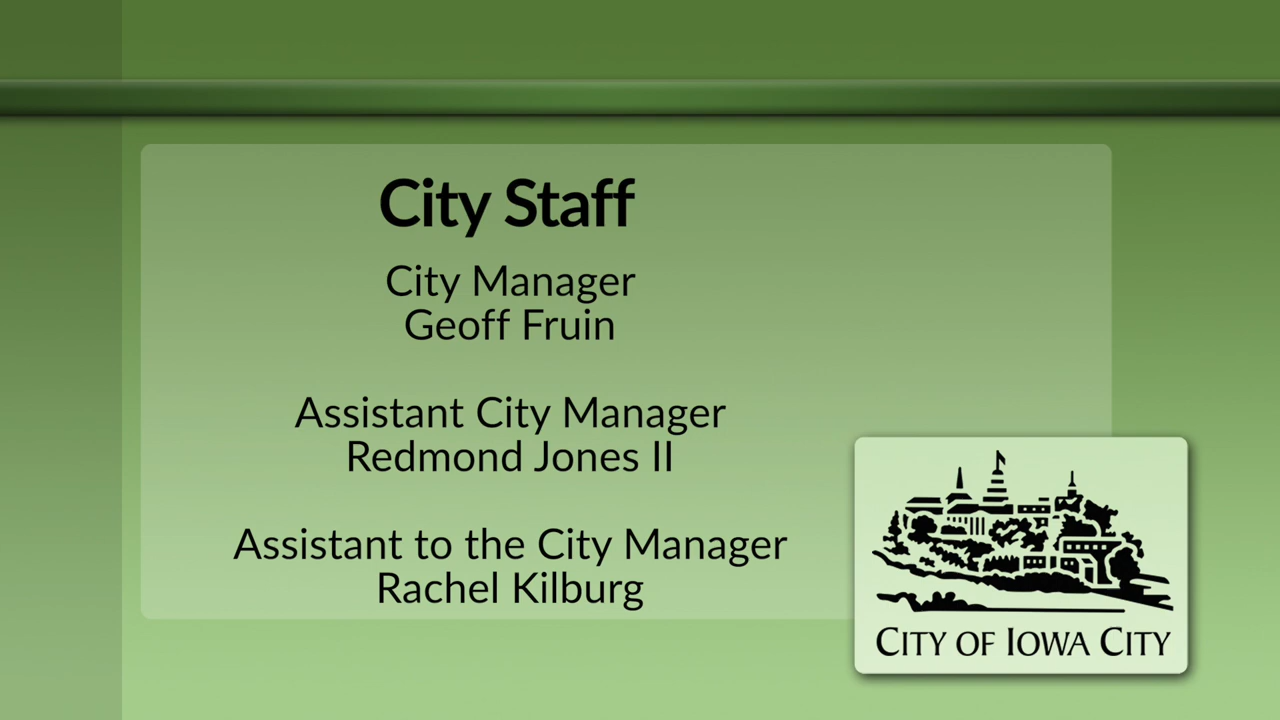 City Staff
City Manager
Geoff Fruin
Assistant City Manager
Redmond Jones II
Assistant to the City Manager
Rachel Kilburg
CITY OF IOWA CITY